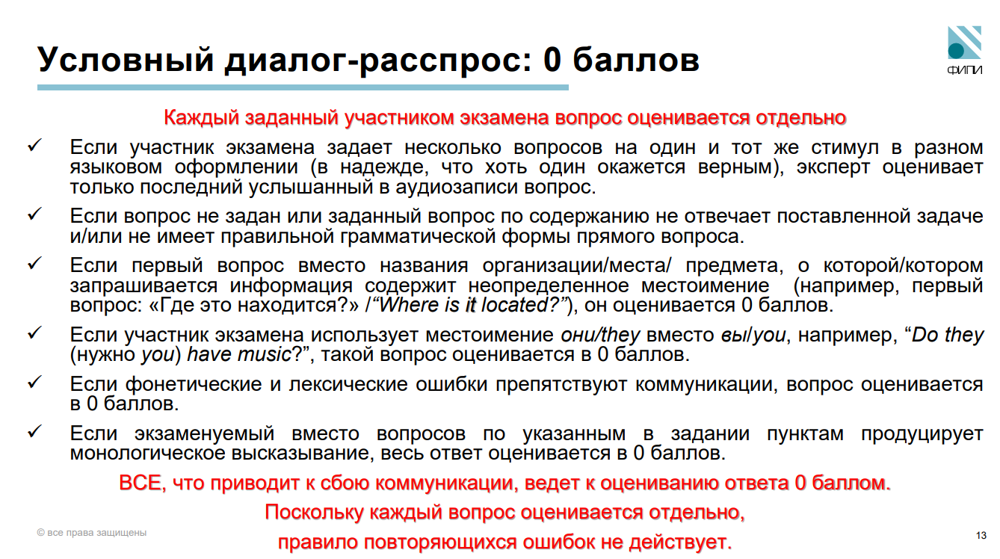 Условный диалог-расспрос: 0 баллов
ФИПИ
Каждый заданный участником экзамена вопрос оценивается отдельно
✓ Если участник экзамена задает несколько вопросов на один и тот же стимул в разном
языковом оформлении (в надежде, что хоть один окажется верным), эксперт оценивает
только последний услышанный в аудиозаписи вопрос.
✓ Если вопрос не задан или заданный вопрос по содержанию не отвечает поставленной задаче
и/или не имеет правильной грамматической формы прямого вопроса.
✓ Если первый вопрос вместо названия организации/места/ предмета, о которой/котором
запрашивается информация содержит неопределенное местоимение (например, первый
вопрос: «Где это находится?» /“Where is it located?”), он оценивается 0 баллов.
✓ Если участник экзамена использует местоимение они/they вместо вы/you, например, “Do they
(нужно you) have music?”, такой вопрос оценивается в 0 баллов.
✓ Если фонетические и лексические ошибки препятствуют коммуникации, вопрос оценивается
в 0 баллов.
✓ Если экзаменуемый вместо вопросов по указанным в задании пунктам продуцирует
монологическое высказывание, весь ответ оценивается в 0 баллов.
ВСЕ, что приводит к сбою коммуникации, ведет к оцениванию ответа 0 баллом.
Поскольку каждый вопрос оценивается отдельно,
правило повторяющихся ошибок не действует.
© все права защищены
13